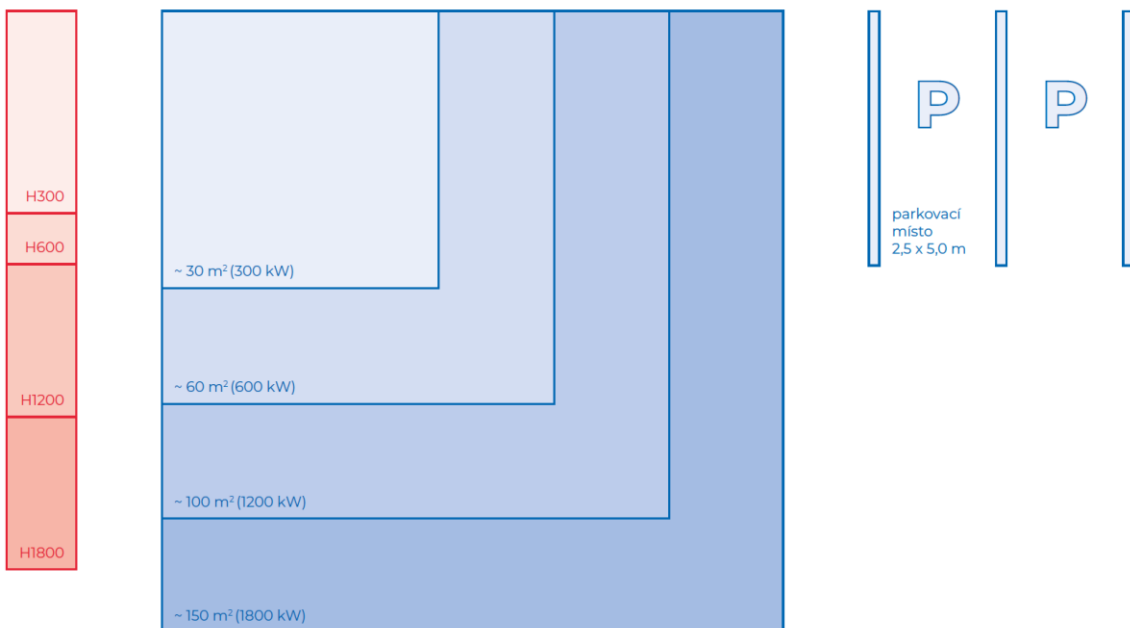 H300
H600
H1200
H1800
~ 30 m² (300 kW)
~ 60 m² (600 kW)
~ 100 m² (1200 kW)
~ 150 m² (1800 kW)
P
P
parkovací
místo
2,5 x 5,0 m